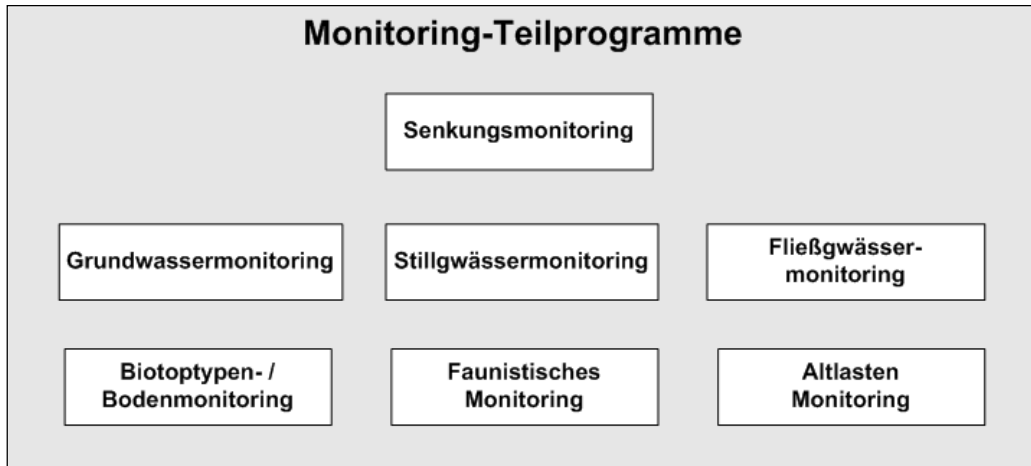 Monitoring-Teilprogramme
Senkungsmonitoring
Grundwassermonitoring
Stillgwässermonitoring
Fließgwässer-
monitoring
Biotoptypen- /
Bodenmonitoring
Faunistisches
Monitoring
Altlasten
Monitoring